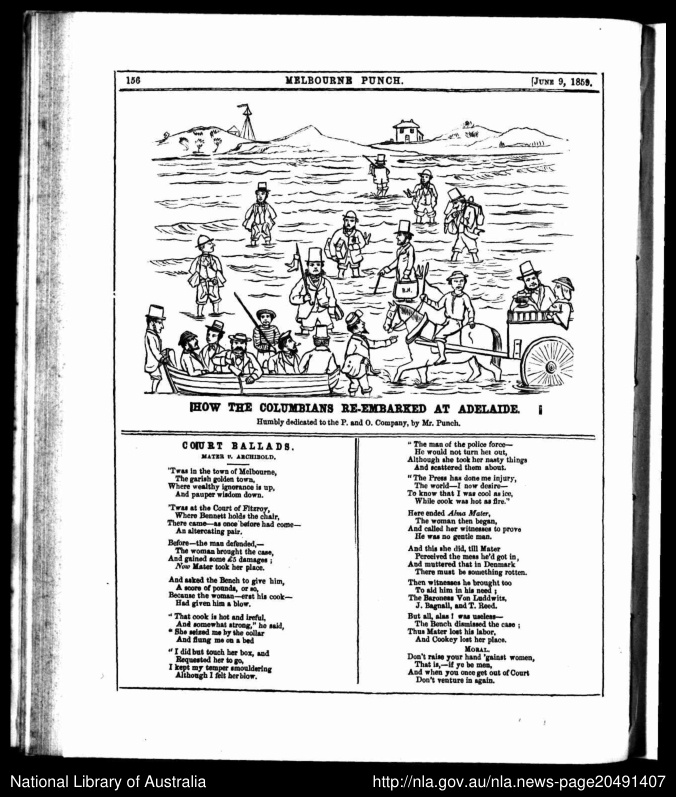 156
MELBOURNE PUNCH.
[JUNE 9, 1859.
B.H.
HOW THE COLUMBIANS RE-EMBARKED AT ADELAIDE.
Humbly dedicated to the P. and O. Company, by Mr. Punch.
COURT BALLADS.
MATER v. ARCHIBOLD.
'Twas in the town of Melbourne,
The garish golden town,
Where wealthy ignorance is up,
And pauper wisdom down.
'Twas at the Court of Fitzroy,
Where Bennett holds the chair,
There came—as once before had come—
An altercating pair.
Before—the man defended,—
The woman brought the case,
And gained some £5 damages;
Now Mater took her place.
And asked the Bench to give him,
A score of pounds, or so,
Because the woman—erst his cook—
Had given him a blow.
"That cook is hot and ireful,
And somewhat strong," he said,
"She seized me by the collar
And flung me on a bed
"I did but touch her box, and
Requested her to go,
I kept my temper smouldering
Although I felt her blow.
"The man of the police force—
He would not turn her out,
Although she took her nasty things
And scattered them about.
"The Press has done me injury,
The world—I now desire—
To know that I was cool as ice,
While cook was hot as fire."
Here ended Alma Mater,
The woman then began,
And called her witnesses to prove
He was no gentle man.
And this she did, till Mater
Perceived the mess he'd got in,
And muttered that in Denmark
There must be something rotten.
Then witnesses he brought too
To aid him in his need;
The Baroness Von Luddwits,
J. Bagnall, and T. Reed.
But all, alas! was useless—
The Bench dismissed the case;
Thus Mater lost his labor,
And Cookey lost her place.
MORAL.
Don't raise your hand 'gainst women,
That is,—if ye be men,
And when you once get out of Court
Don't venture in again.
National Library of Australia
http://nla.gov.au/nla.news-page20491407